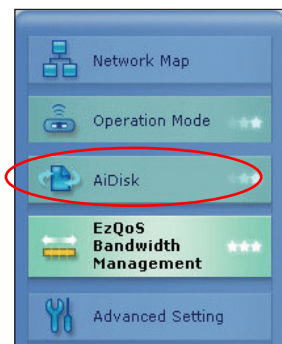 Network Map
Operation Mode
AiDisk
EzQoS
Bandwidth
Management
Advanced Setting